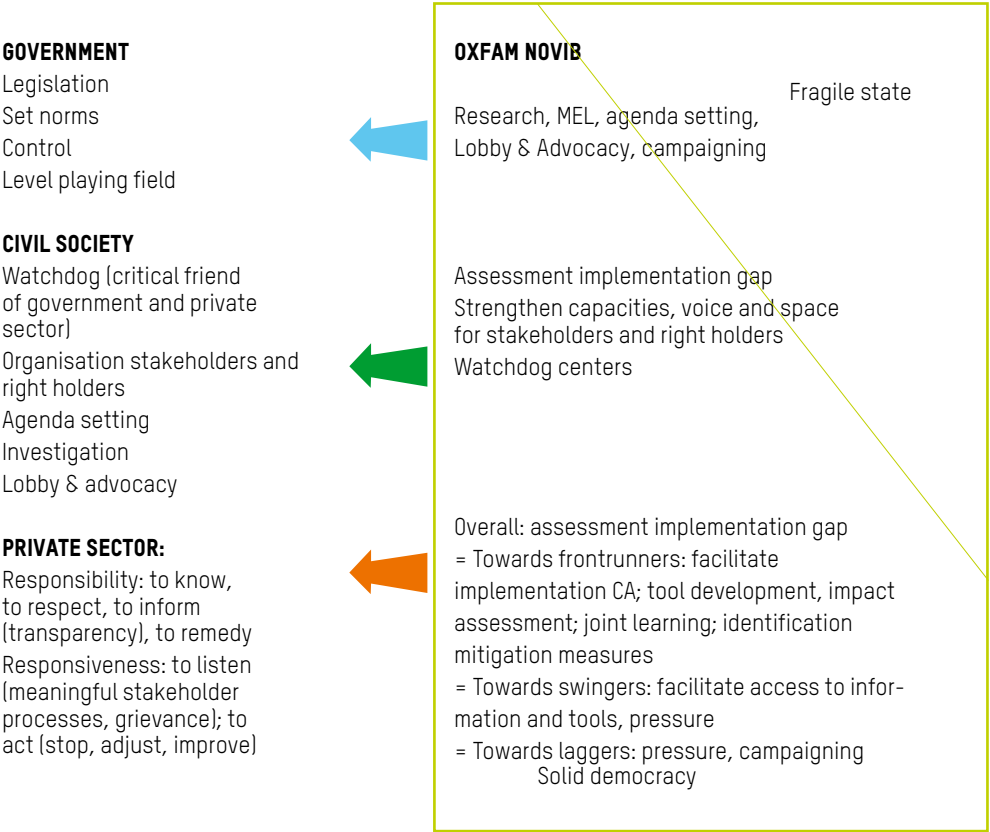 GOVERNMENT
Legislation
Set norms
Control
Level playing field
CIVIL SOCIETY
Watchdog (critical friend
of government and private
sector)
Organisation stakeholders and
right holders
Agenda setting
Investigation
Lobby & advocacy
PRIVATE SECTOR:
Responsibility: to know,
to respect, to inform
(transparency), to remedy
Responsiveness: to listen
(meaningful stakeholder
processes, grievance); to
act (stop, adjust, improve)
OXFAM NOVIB
Fragile state
Research, MEL, agenda setting,
Lobby & Advocacy, campaigning
Assessment implementation gap
Strengthen capacities, voice and space
for stakeholders and right holders
Watchdog centers
Overall: assessment implementation gap
= Towards frontrunners: facilitate
implementation CA; tool development, impact
assessment; joint learning; identification
mitigation measures
= Towards swingers: facilitate access to infor-
mation and tools, pressure
= Towards laggers: pressure, campaigning
Solid democracy